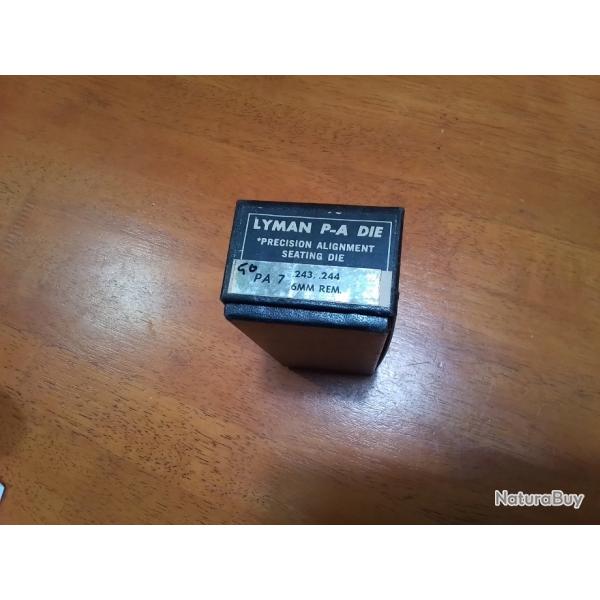 LYMAN P-A DIE
*PRECISION ALIGNMENT
SEATING DIE
PA 7 .243. .244
6MM REM.
NaturaBuy